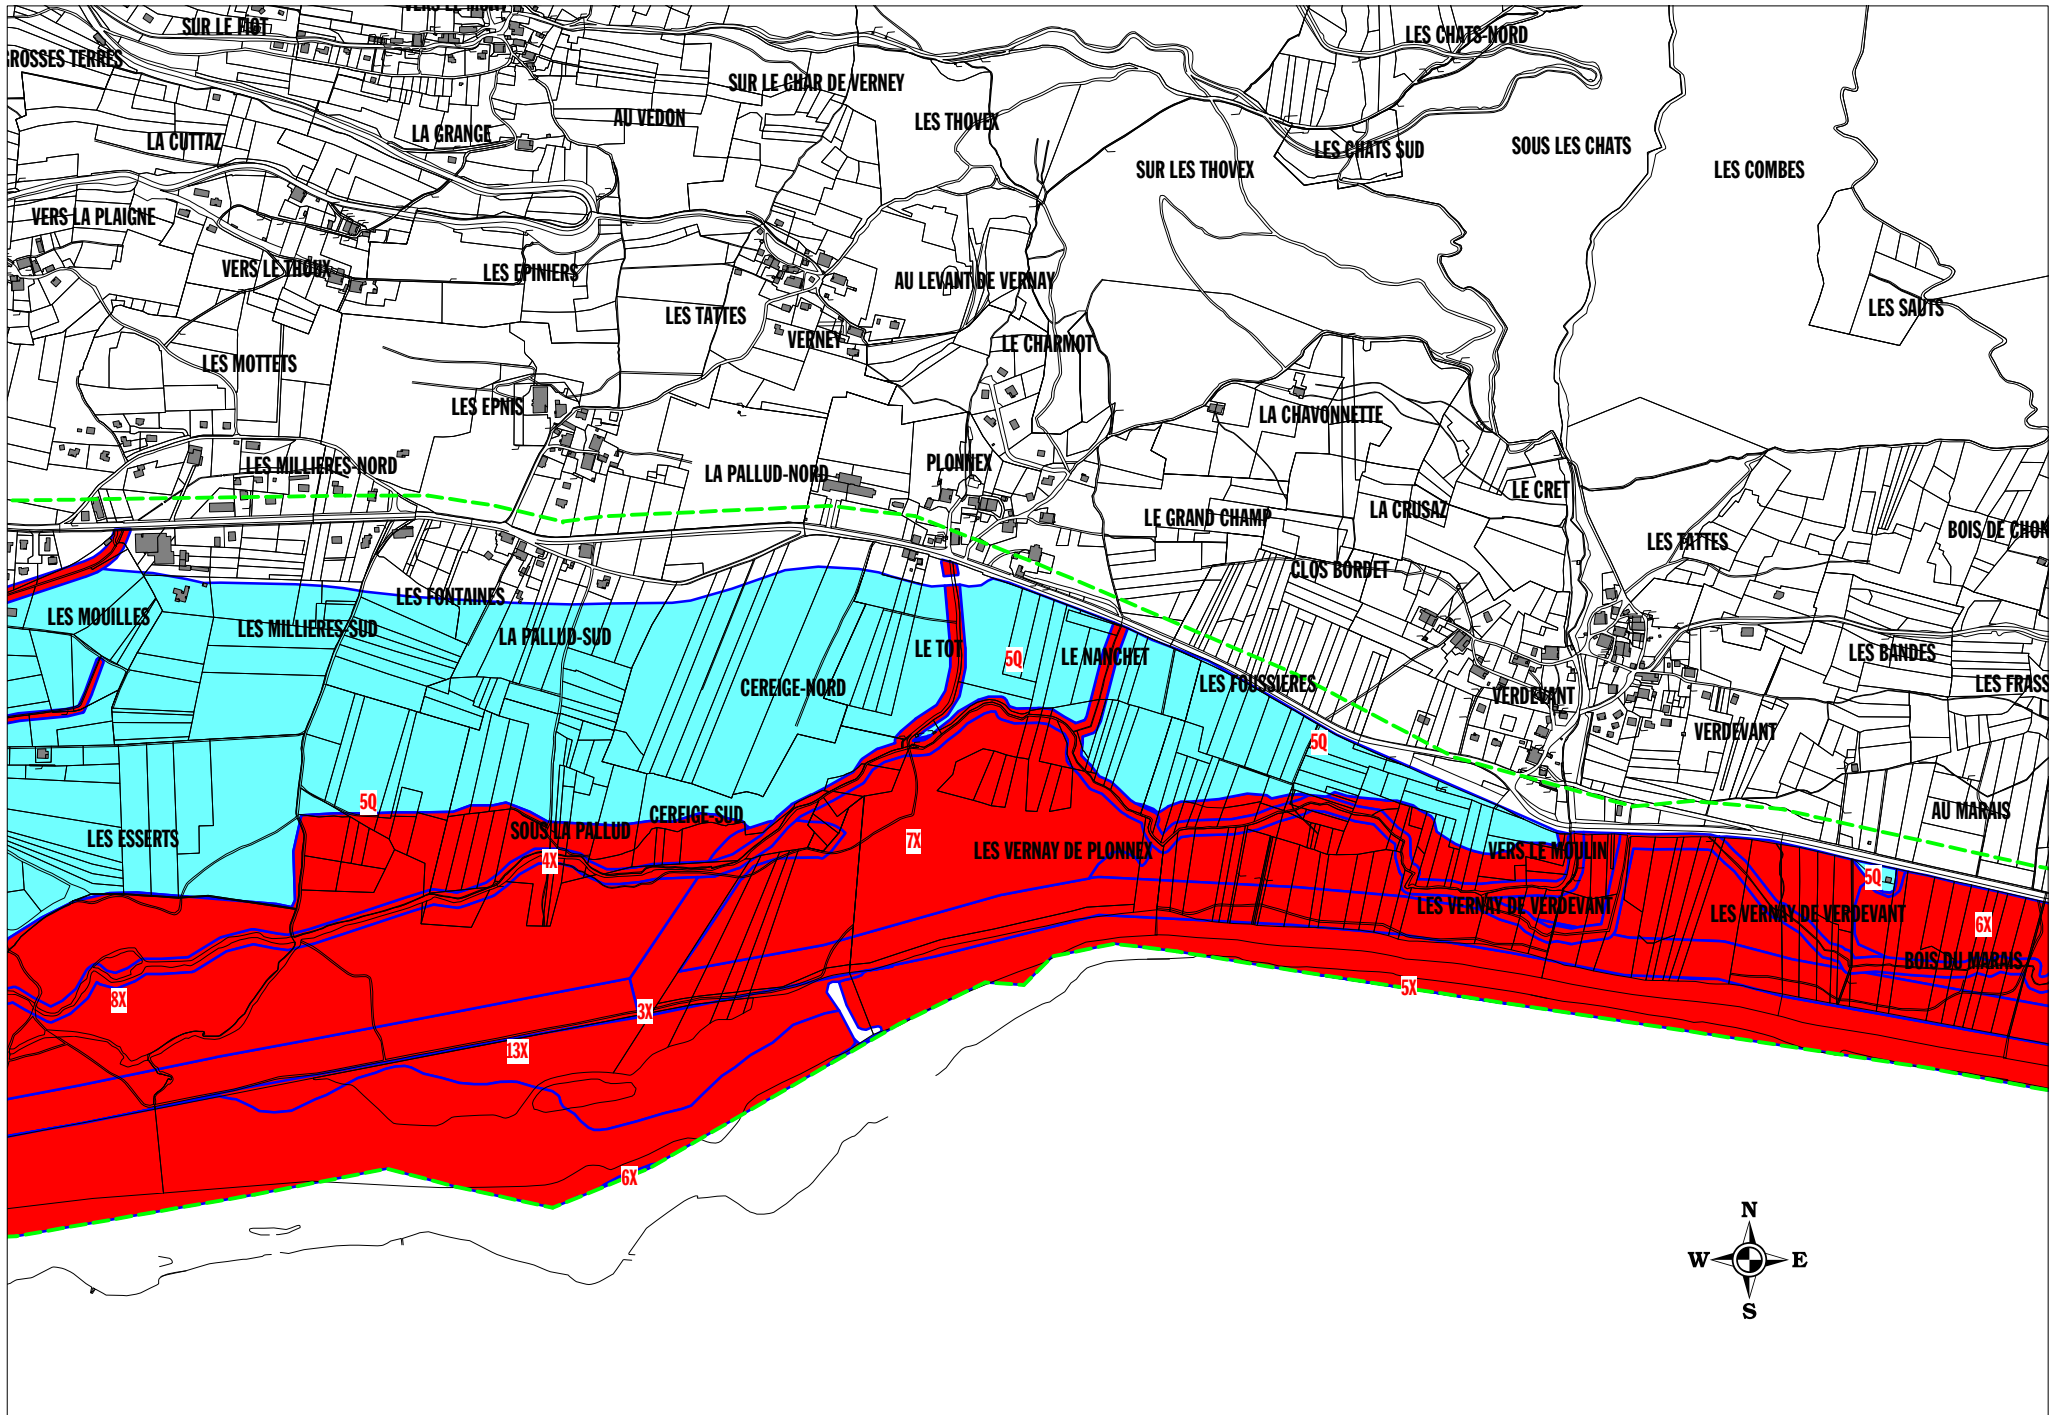 VERS LE MONT
SUR LE FIOT
LES CHATS-NORD
GROSSES TERRES
SUR LE CHAR DE VERNEY
AU VEDON
LES THOVEX
LA GRANGE
LA CUTTAZ
SOUS LES CHATS
LES CHATS SUD
SUR LES THOVEX
LES COMBES
VERS LA PLAIGNE
VERS LE THOUX
LES EPINIERS
AU LEVANT DE VERNAY
LES SAUTS
LES TATTES
VERNEY
LE CHARMOT
LES MOTTETS
LES EPNIS
LA CHAVONNETTE
LES MILLIERES-NORD
LA PALLUD-NORD
PLONNEX
LE CRET
LA CRUSAZ
LE GRAND CHAMP
BOIS DE CHON
LES TATTES
CLOS BORDET
LES FONTAINES
LES MOUILLES
LES MILLIERES-SUD
LA PALLUD-SUD
LE TOT
5Q
LE NANCHET
LES BANDES
CEREIGE-NORD
LES FOUSSIERES
VERDEVANT
LES FRASS
VERDEVANT
5Q
5Q
CEREIGE-SUD
AU MARAIS
SOUS-LA PALLUD
LES ESSERTS
7X
LES VERNAY DE PLONNEX
VERS LE MOULIN
4X
5Q
LES VERNAY DE VERDEVANT
LES VERNAY DE VERDEVANT
6X
BOIS DU MARAIS
8X
5X
3X
13X
6X
N
W E
S